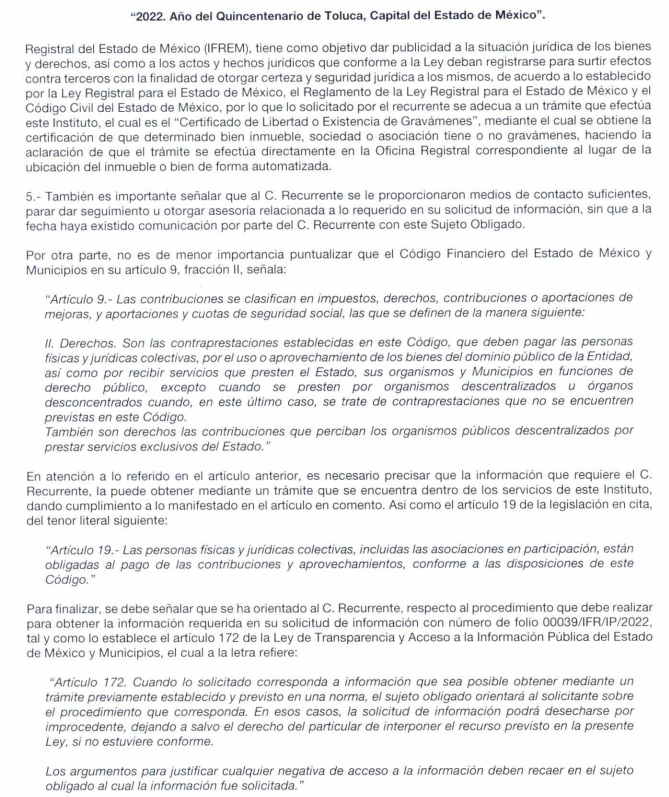 “2022. Año del Quincentenario de Toluca, Capital del Estado de México”.
Registral del Estado de México (IFREM), tiene como objetivo dar publicidad a la situación jurídica de los bienes
y derechos, así como a los actos y hechos jurídicos que conforme a la Ley deban registrarse para surtir efectos
contra terceros con la finalidad de otorgar certeza y seguridad jurídica a los mismos, de acuerdo a lo establecido
por la Ley Registral para el Estado de México, el Reglamento de la Ley Registral para el Estado de México y el
Código Civil del Estado de México, por lo que lo solicitado por el recurrente se adecua a un trámite que efectúa
este Instituto, el cual es el “Certificado de Libertad o Existencia de Gravámenes”, mediante el cual se obtiene la
certificación de que determinado bien inmueble, sociedad o asociación tiene o no gravámenes, haciendo la
aclaración de que el trámite se efectúa directamente en la Oficina Registral correspondiente al lugar de la
ubicación del inmueble o bien de forma automatizada.
5.- También es importante señalar que al C. Recurrente se le proporcionaron medios de contacto suficientes,
parar dar seguimiento u otorgar asesoría relacionada a lo requerido en su solicitud de información, sin que a la
fecha haya existido comunicación por parte del C. Recurrente con este Sujeto Obligado.
Por otra parte, no es de menor importancia puntualizar que el Código Financiero del Estado de México y
Municipios en su artículo 9, fracción II, señala:
“Artículo 9.- Las contribuciones se clasifican en impuestos, derechos, contribuciones o aportaciones de
mejoras, y aportaciones y cuotas de seguridad social, las que se definen de la manera siguiente:
II. Derechos. Son las contraprestaciones establecidas en este Código, que deben pagar las personas
físicas y jurídicas colectivas, por el uso o aprovechamiento de los bienes del dominio público de la Entidad,
así como por recibir servicios que presten el Estado, sus organismos y Municipios en funciones de
derecho público, excepto cuando se presten por organismos descentralizados u órganos
desconcentrados cuando, en este último caso, se trate de contraprestaciones que no se encuentren
previstas en este Código.
También son derechos las contribuciones que perciban los organismos públicos descentralizados por
prestar servicios exclusivos del Estado.”
En atención a lo referido en el artículo anterior, es necesario precisar que la información que requiere el C.
Recurrente, la puede obtener mediante un trámite que se encuentra dentro de los servicios de este Instituto,
dando cumplimiento a lo manifestado en el artículo en comento. Así como el artículo 19 de la legislación en cita,
del tenor literal siguiente:
“Artículo 19.- Las personas físicas y jurídicas colectivas, incluidas las asociaciones en participación, están
obligadas al pago de las contribuciones y aprovechamientos, conforme a las disposiciones de este
Código.”
Para finalizar, se debe señalar que se ha orientado al C. Recurrente, respecto al procedimiento que debe realizar
para obtener la información requerida en su solicitud de información con número de folio 00039/IFR/IP/2022,
tal y como lo establece el artículo 172 de la Ley de Transparencia y Acceso a la Información Pública del Estado
de México y Municipios, el cual a la letra refiere:
“Artículo 172. Cuando lo solicitado corresponda a información que sea posible obtener mediante un
trámite previamente establecido y previsto en una norma, el sujeto obligado orientará al solicitante sobre
el procedimiento que corresponda. En esos casos, la solicitud de información podrá desecharse por
improcedente, dejando a salvo el derecho del particular de interponer el recurso previsto en la presente
Ley, si no estuviere conforme.
Los argumentos para justificar cualquier negativa de acceso a la información deben recaer en el sujeto
obligado al cual la información fue solicitada.”